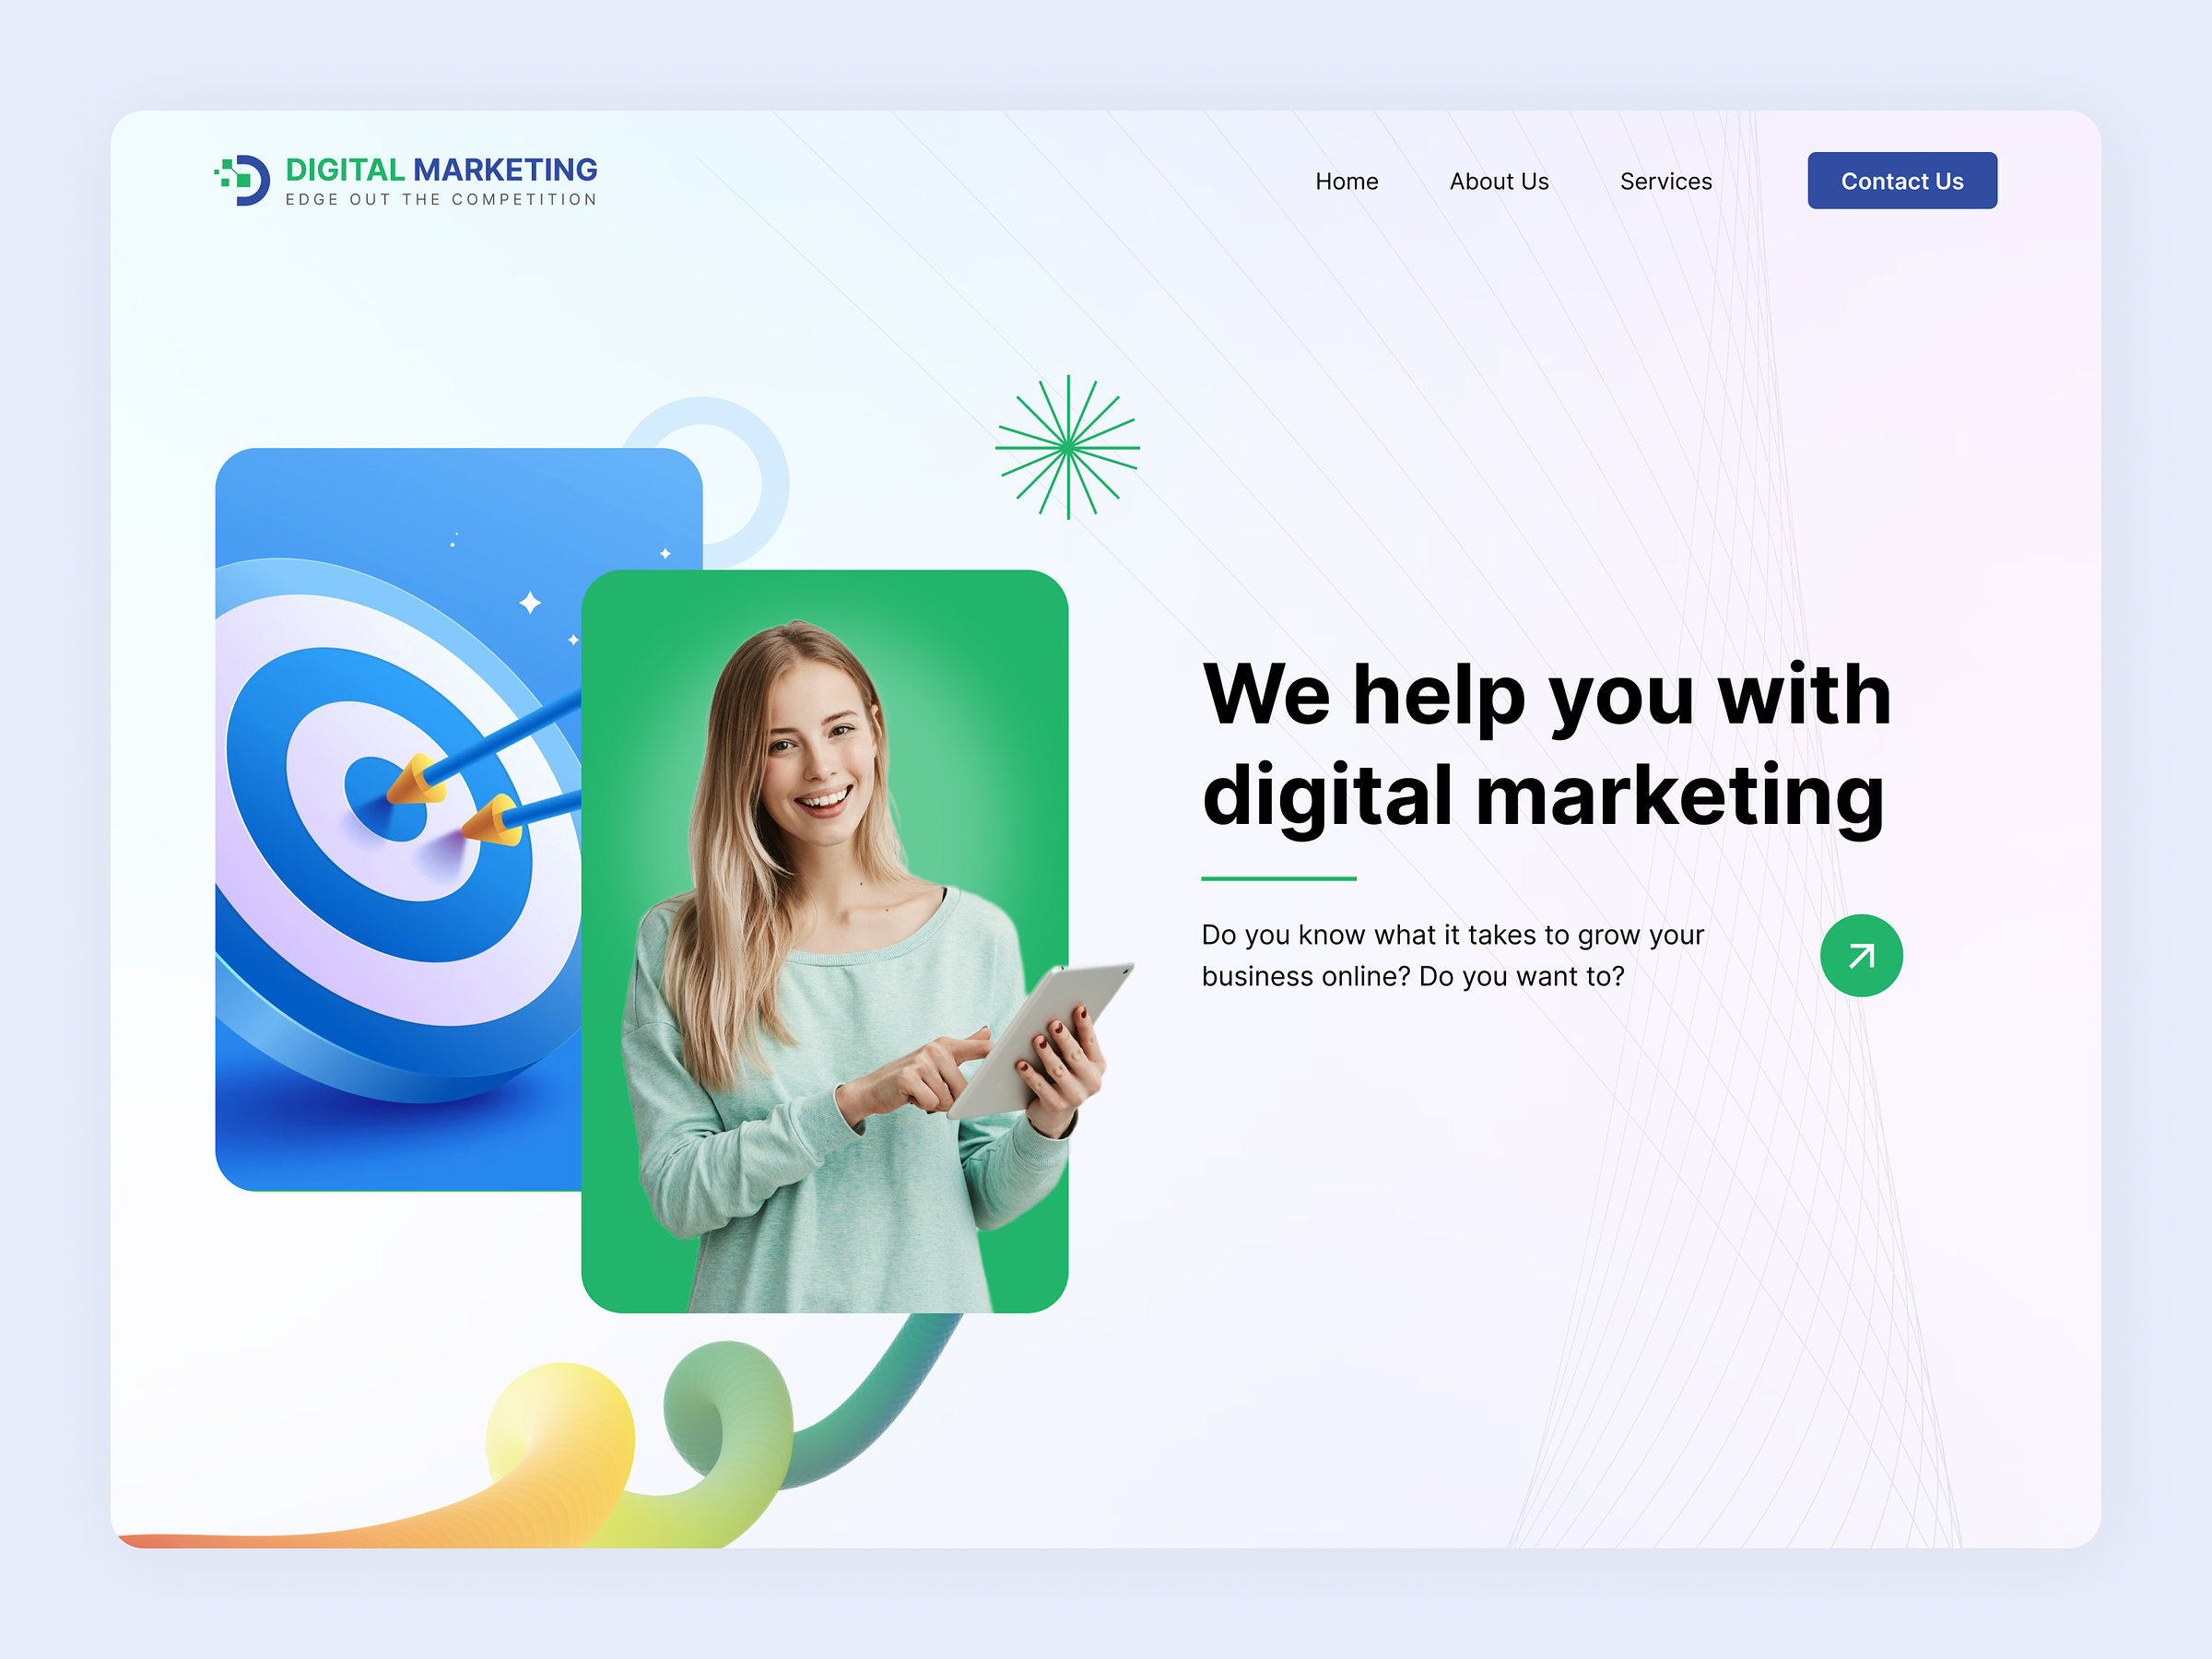 DIGITAL MARKETING
EDGE OUT THE COMPETITION
Home
About Us
Services
Contact Us
We help you with
digital marketing
Do you know what it takes to grow your
business online? Do you want to?